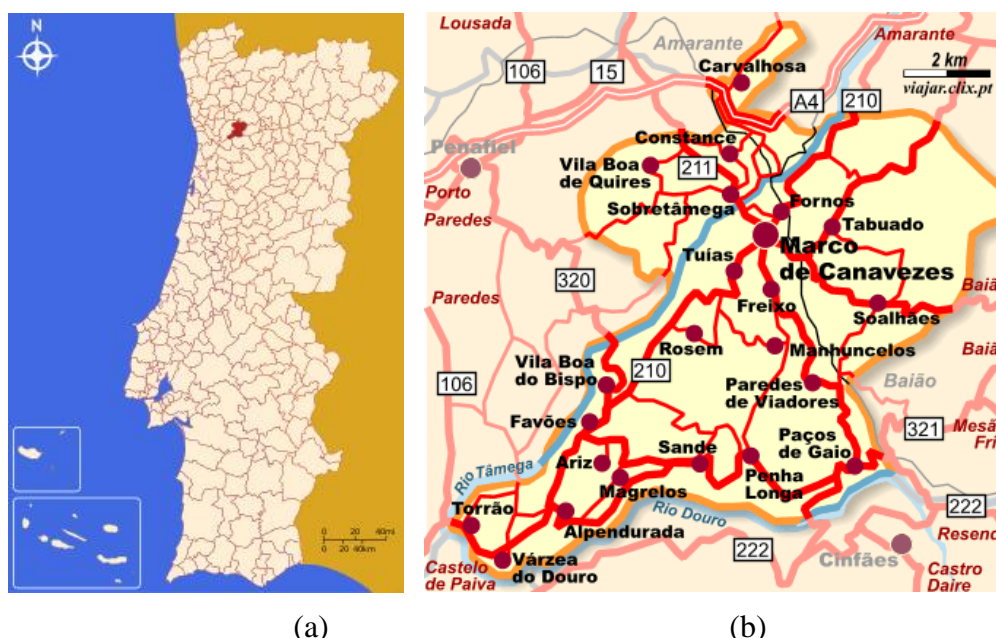 N
0 20 40mi
0 20 40km
(a)
Lousada
Amarante
Amarante
106
15
Carvalhosa
2 km
viajar.clix.pt
A4
210
Penafiel
Constance
Vila Boa
de Quires
211
Porto
Paredes
Sobretâmega
Fornos
Tabuado
Marco
de Canavezes
Tuías
320
Freixo
Baiã
Paredes
Soalhães
Rosem
Manhuncelos
Baiã
Vila Boa
do Bispo
210
106
Paredes
de Viadores
Baião
Favões
321
Mesã
Fri
Paços
de Gaio
Sande
Ariz
Rio Tâmega
Magrelos
Penha
Longa
222
Rio Douro
Torrão
Alpendurada
Resend
222
Cinfães
Várzea
do Douro
Castelo
de Paiva
Castro
Daire
(b)